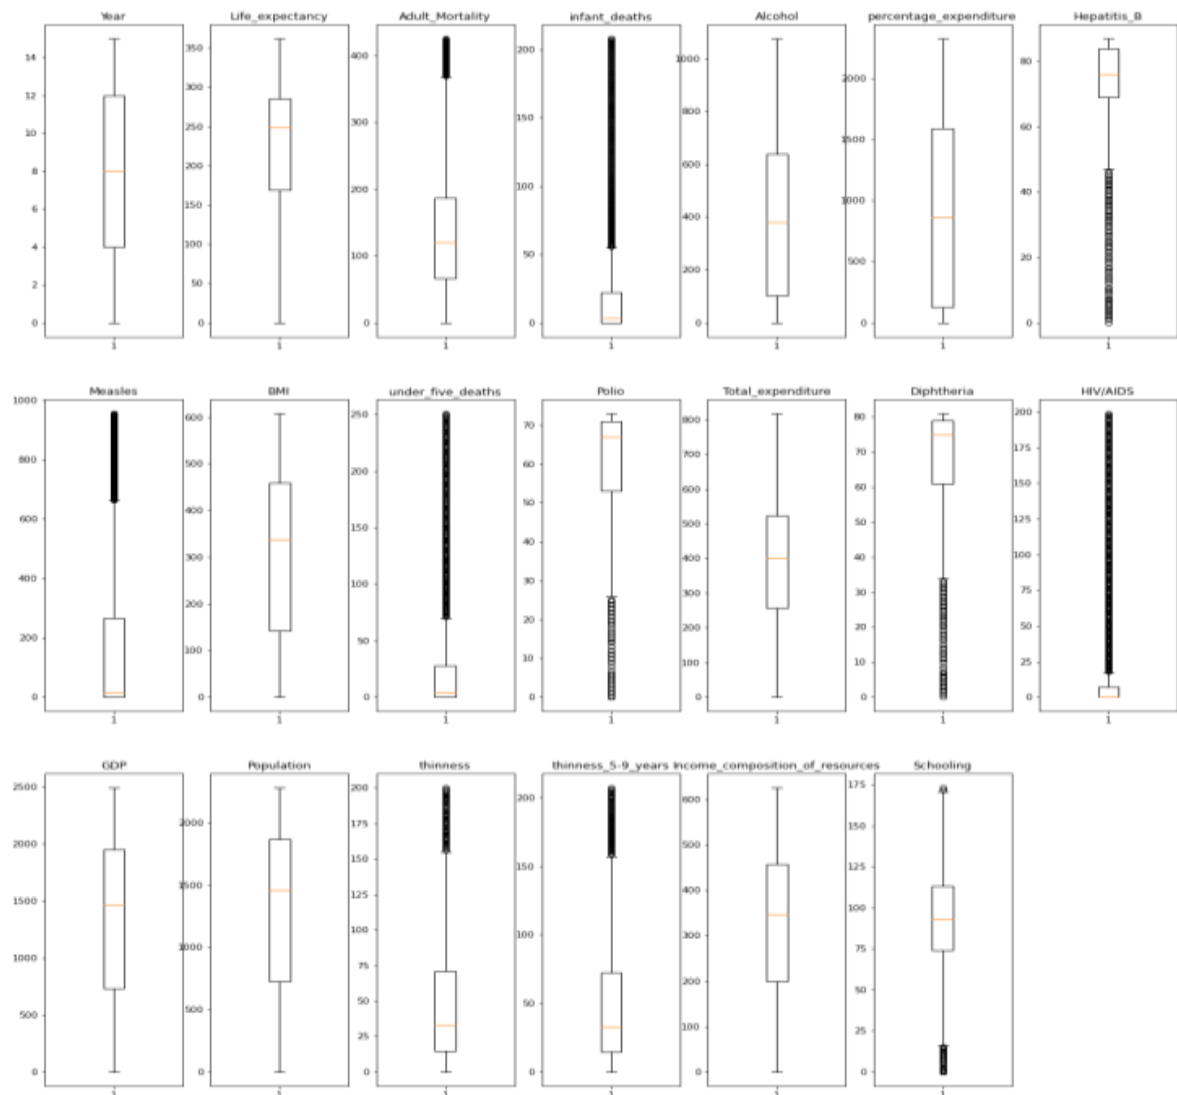 Year Life_expectancy Adult_Mortality infant_deaths Alcohol percentage_expenditure Hepatitis_B
14 12 10 8 6 4 2 0
350 300 250 200 150 100 50 0
400 300 200 100 0
200 150 100 50 0
1000 800 600 400 200 0
2000 1500 1000 500 0
80 60 40 20 0
1 1 1 1 1 1 1
Measles BMI under_five_deaths Polio Total_expenditure Diphtheria HIV/AIDS
1000 800 600 400 200 0
600 500 400 300 200 100 0
250 200 150 100 50 0
70 60 50 40 30 20 10 0
800 700 600 500 400 300 200 100 0
80 70 60 50 40 30 20 10 0
200 175 150 125 100 75 50 25 0
1 1 1 1 1 1 1
GDP Population thinness thinness_5-9_years Income_composition_of_resources Schooling
2500 2000 1500 1000 500 0
2000 1500 1000 500 0
200 175 150 125 100 75 50 25 0
200 150 100 50 0
600 500 400 300 200 100 0
175 150 125 100 75 50 25 0
1 1 1 1 1 1